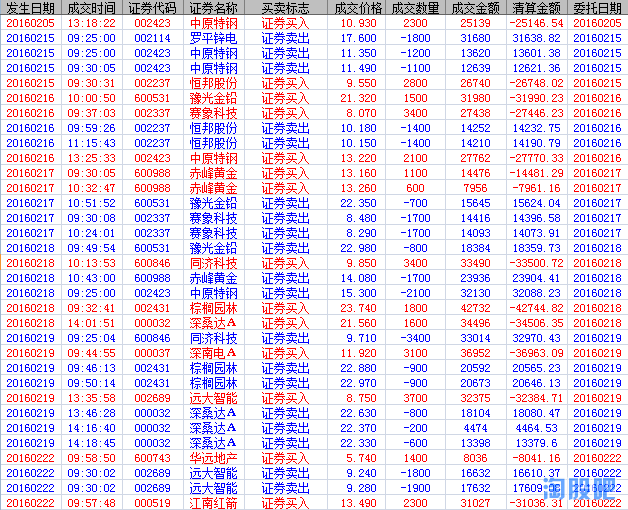 发生日期 成交时间 证券代码 证券名称 买卖标志 成交价格 成交数量 成交金额 清算金额 委托日期
20160205 13:18:22 002423 中原特钢 证券买入 10.930 2300 25139 -25146.54 20160205
20160215 09:25:00 002114 罗平锌电 证券卖出 17.600 -1800 31680 31638.82 20160215
20160215 09:25:00 002423 中原特钢 证券卖出 11.350 -1200 13620 13601.38 20160215
20160215 09:30:05 002423 中原特钢 证券卖出 11.490 -1100 12639 12621.36 20160215
20160215 09:30:31 002237 恒邦股份 证券买入 9.550 2800 26740 -26748.02 20160215
20160216 10:00:50 600531 豫光金铅 证券买入 21.320 1500 31980 -31990.23 20160216
20160216 09:37:03 002337 赛象科技 证券买入 8.070 3400 27438 -27446.23 20160216
20160216 09:59:26 002237 恒邦股份 证券卖出 10.180 -1400 14252 14232.75 20160216
20160216 11:15:43 002237 恒邦股份 证券卖出 10.150 -1400 14210 14190.79 20160216
20160216 13:25:33 002423 中原特钢 证券买入 13.220 2100 27762 -27770.33 20160216
20160217 09:30:05 600988 赤峰黄金 证券买入 13.160 1100 14476 -14481.29 20160217
20160217 10:32:47 600988 赤峰黄金 证券买入 13.260 600 7956 -7961.16 20160217
20160217 10:51:52 600531 豫光金铅 证券卖出 22.350 -700 15645 15624.04 20160217
20160217 09:30:08 002337 赛象科技 证券卖出 8.480 -1700 14416 14396.58 20160217
20160217 10:24:01 002337 赛象科技 证券卖出 8.290 -1700 14093 14073.91 20160217
20160218 09:49:54 600531 豫光金铅 证券卖出 22.980 -800 18384 18359.73 20160218
20160218 10:13:53 600846 同济科技 证券买入 9.850 3400 33490 -33500.72 20160218
20160218 10:43:00 600988 赤峰黄金 证券卖出 14.080 -1700 23936 23904.41 20160218
20160218 09:25:00 002423 中原特钢 证券卖出 15.300 -2100 32130 32088.23 20160218
20160218 09:32:41 002431 棕榈园林 证券买入 23.740 1800 42732 -42744.82 20160218
20160218 14:01:51 000032 深桑达A 证券买入 21.560 1600 34496 -34506.35 20160218
20160219 09:25:04 600846 同济科技 证券卖出 9.710 -3400 33014 32970.43 20160219
20160219 09:44:55 000037 深南电A 证券买入 11.920 3100 36952 -36963.09 20160219
20160219 09:46:13 002431 棕榈园林 证券卖出 22.880 -900 20592 20565.23 20160219
20160219 09:50:14 002431 棕榈园林 证券卖出 22.970 -900 20673 20646.13 20160219
20160219 13:35:58 002689 远大智能 证券买入 8.750 3700 32375 -32384.71 20160219
20160219 13:46:28 000032 深桑达A 证券卖出 22.630 -800 18104 18080.47 20160219
20160219 14:16:40 000032 深桑达A 证券卖出 22.370 -200 4474 4464.53 20160219
20160219 14:18:45 000032 深桑达A 证券卖出 22.330 -600 13398 13379.6 20160219
20160222 09:58:50 600743 华远地产 证券买入 5.740 1400 8036 -8041.16 20160222
20160222 09:30:02 002689 远大智能 证券卖出 9.240 -1800 16632 16610.37 20160222
20160222 09:30:02 002689 远大智能 证券卖出 9.280 -1900 17632 20160222
20160222 09:57:48 000519 江南红箭 证券买入 13.490 2300 31027 -31036.31 20160222
淘股吧